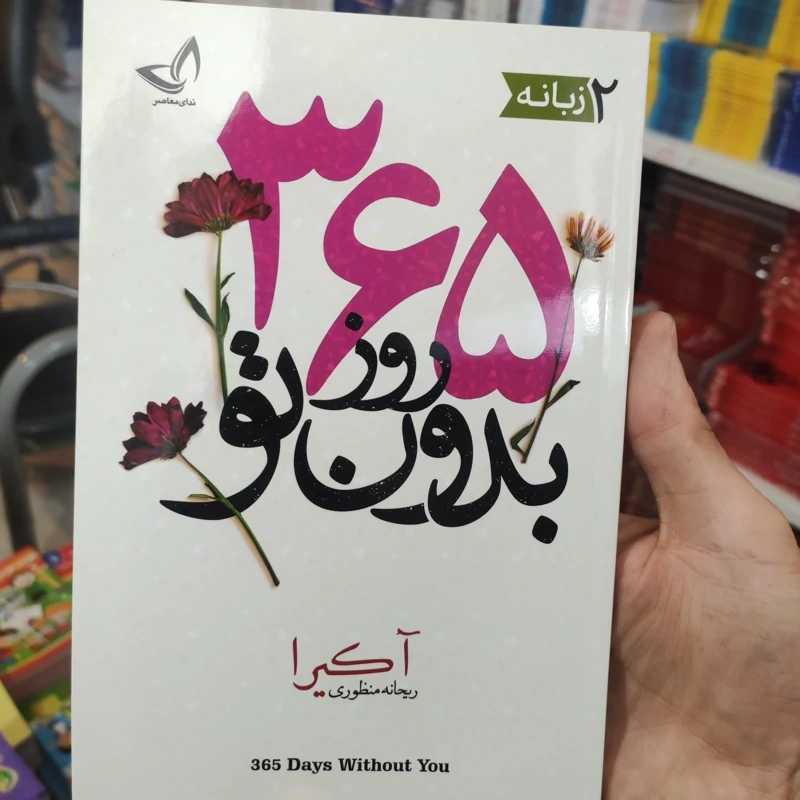 ندای معاصر
۲ زبانه
۳۶۵
روز
بدون تو
آکیرا
ریحانه منظوری
365 Days Without You